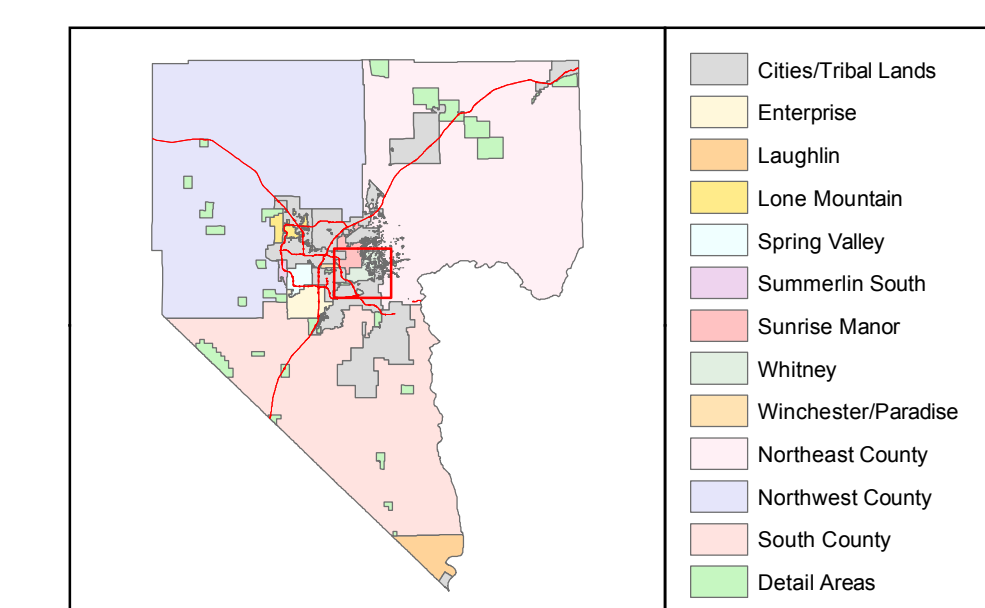 Cities/Tribal Lands
Enterprise
Laughlin
Lone Mountain
Spring Valley
Summerlin South
Sunrise Manor
Whitney
Winchester/Paradise
Northeast County
Northwest County
South County
Detail Areas